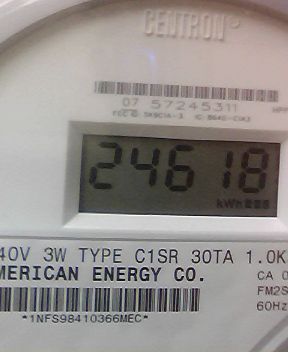 CENTRON®
07 57245311
24618
kWh
40V 3W TYPE C1SR 30TA 1.0K
MERICAN ENERGY CO.
CA 0
FM2S
60Hz
*1NFS98410366MEC*